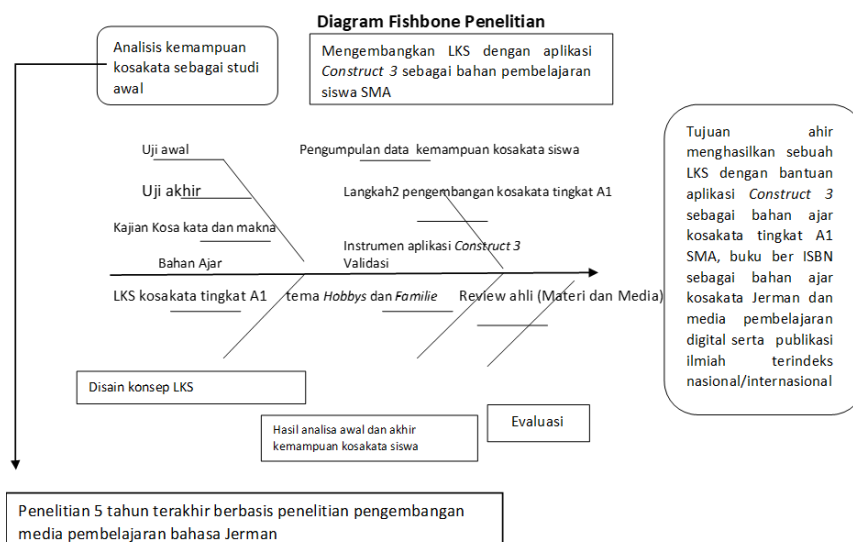 Diagram Fishbone Penelitian
Analisis kemampuan
kosakata sebagai studi
awal
Mengembangkan LKS dengan aplikasi
Construct 3 sebagai bahan pembelajaran
siswa SMA
Uji awal
Pengumpulan data kemampuan kosakata siswa
Uji akhir
Langkah2 pengembangan kosakata tingkat A1
Kajian Kosa kata dan makna
Instrumen aplikasi Construct 3
Bahan Ajar
Validasi
LKS kosakata tingkat A1
tema Hobbys dan Familie
Review ahli (Materi dan Media)
Tujuan ahir
menghasilkan sebuah
LKS dengan bantuan
aplikasi Construct 3
sebagai bahan ajar
kosakata tingkat A1
SMA, buku ber ISBN
sebagai bahan ajar
kosakata Jerman dan
media pembelajaran
digital serta publikasi
ilmiah terindeks
nasional/internasional
Disain konsep LKS
Hasil analisa awal dan akhir
kemampuan kosakata siswa
Evaluasi
Penelitian 5 tahun terakhir berbasis penelitian pengembangan
media pembelajaran bahasa Jerman